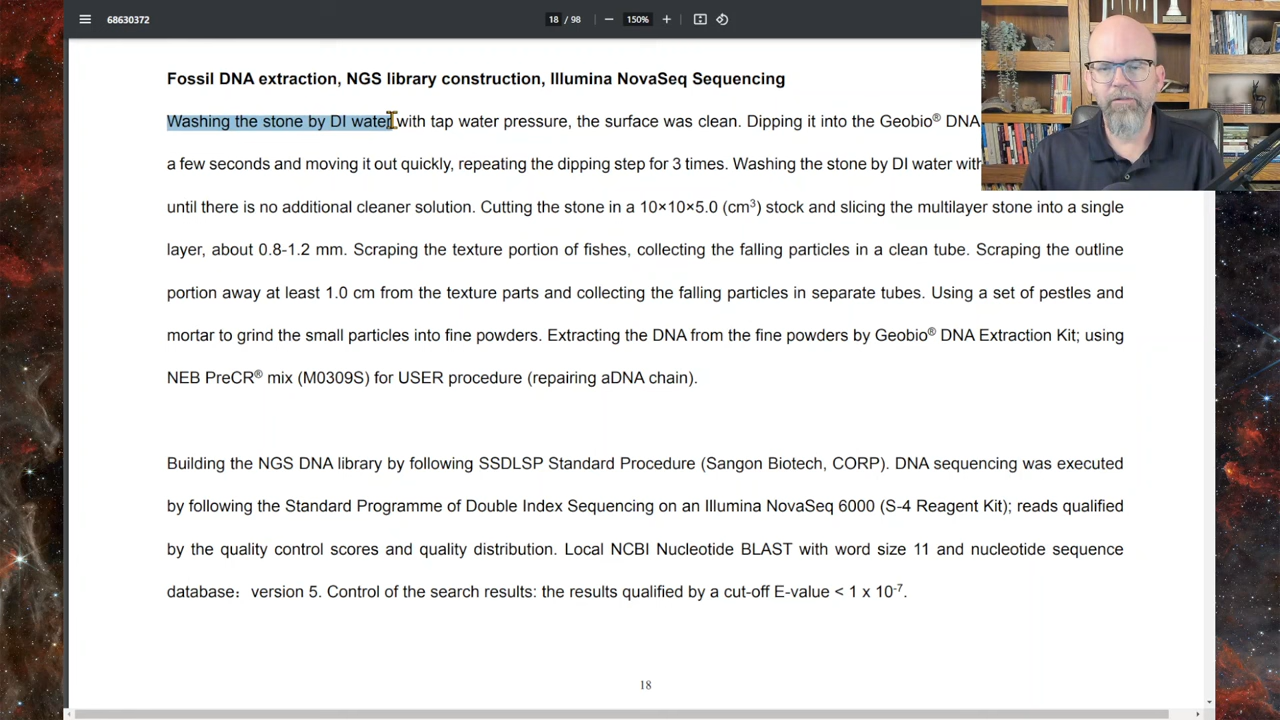 68630372
18 / 98
150%
Fossil DNA extraction, NGS library construction, Illumina NovaSeq Sequencing
Washing the stone by DI water with tap water pressure, the surface was clean. Dipping it into the Geobio® DNA
a few seconds and moving it out quickly, repeating the dipping step for 3 times. Washing the stone by DI water with
until there is no additional cleaner solution. Cutting the stone in a 10×10×5.0 (cm³) stock and slicing the multilayer stone into a single
layer, about 0.8-1.2 mm. Scraping the texture portion of fishes, collecting the falling particles in a clean tube. Scraping the outline
portion away at least 1.0 cm from the texture parts and collecting the falling particles in separate tubes. Using a set of pestles and
mortar to grind the small particles into fine powders. Extracting the DNA from the fine powders by Geobio® DNA Extraction Kit; using
NEB PreCR® mix (M0309S) for USER procedure (repairing aDNA chain).
Building the NGS DNA library by following SSDLSP Standard Procedure (Sangon Biotech, CORP). DNA sequencing was executed
by following the Standard Programme of Double Index Sequencing on an Illumina NovaSeq 6000 (S-4 Reagent Kit); reads qualified
by the quality control scores and quality distribution. Local NCBI Nucleotide BLAST with word size 11 and nucleotide sequence
database：version 5. Control of the search results: the results qualified by a cut-off E-value < 1 x 10⁻⁷.
18